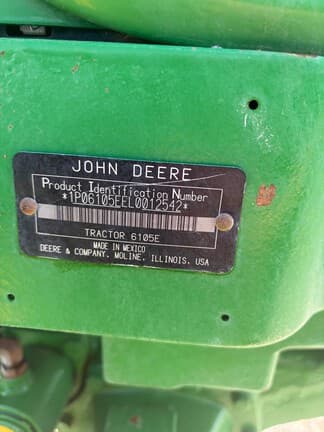 JOHN DEERE
Product Identification Number
*1P06105EEL0012542*
TRACTOR 6105E
MADE IN MEXICO
DEERE & COMPANY, MOLINE, ILLINOIS, USA